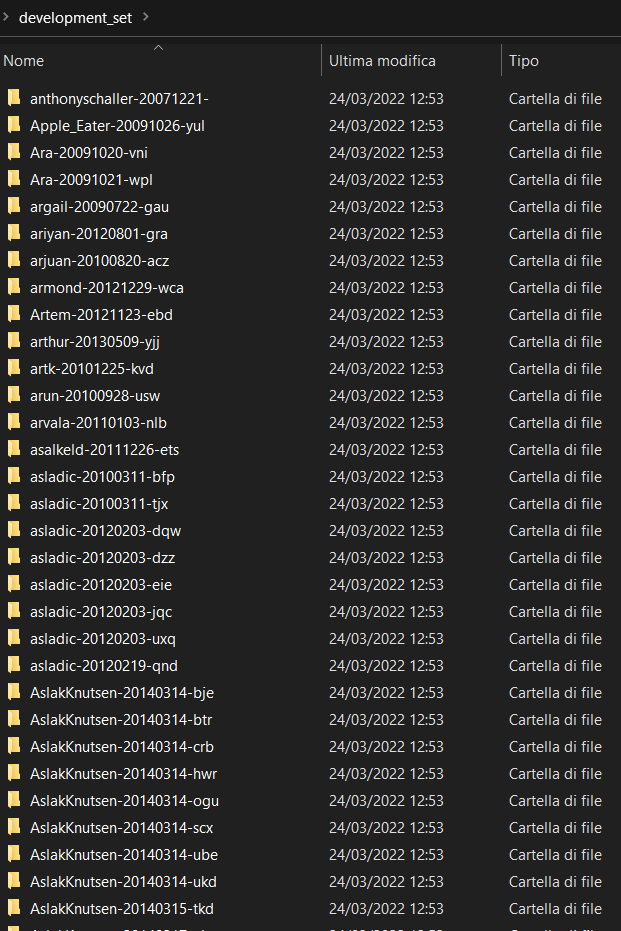 development_set
Nome Ultima modifica Tipo
anthonyschaller-20071221- 24/03/2022 12:53 Cartella di file
Apple_Eater-20091026-yul 24/03/2022 12:53 Cartella di file
Ara-20091020-vni 24/03/2022 12:53 Cartella di file
Ara-20091021-wpl 24/03/2022 12:53 Cartella di file
argail-20090722-gau 24/03/2022 12:53 Cartella di file
ariyan-20120801-gra 24/03/2022 12:53 Cartella di file
arjuan-20100820-acz 24/03/2022 12:53 Cartella di file
armond-20121229-wca 24/03/2022 12:53 Cartella di file
Artem-20121123-ebd 24/03/2022 12:53 Cartella di file
arthur-20130509-yjj 24/03/2022 12:53 Cartella di file
artk-20101225-kvd 24/03/2022 12:53 Cartella di file
arun-20100928-usw 24/03/2022 12:53 Cartella di file
arvala-20110103-nlb 24/03/2022 12:53 Cartella di file
asalkeld-20111226-ets 24/03/2022 12:53 Cartella di file
asladic-20100311-bfp 24/03/2022 12:53 Cartella di file
asladic-20100311-tjx 24/03/2022 12:53 Cartella di file
asladic-20120203-dqw 24/03/2022 12:53 Cartella di file
asladic-20120203-dzz 24/03/2022 12:53 Cartella di file
asladic-20120203-eie 24/03/2022 12:53 Cartella di file
asladic-20120203-jqc 24/03/2022 12:53 Cartella di file
asladic-20120203-uxq 24/03/2022 12:53 Cartella di file
asladic-20120219-qnd 24/03/2022 12:53 Cartella di file
AslakKnutsen-20140314-bje 24/03/2022 12:53 Cartella di file
AslakKnutsen-20140314-btr 24/03/2022 12:53 Cartella di file
AslakKnutsen-20140314-crb 24/03/2022 12:53 Cartella di file
AslakKnutsen-20140314-hwr 24/03/2022 12:53 Cartella di file
AslakKnutsen-20140314-ogu 24/03/2022 12:53 Cartella di file
AslakKnutsen-20140314-scx 24/03/2022 12:53 Cartella di file
AslakKnutsen-20140314-ube 24/03/2022 12:53 Cartella di file
AslakKnutsen-20140314-ukd 24/03/2022 12:53 Cartella di file
AslakKnutsen-20140315-tkd 24/03/2022 12:53 Cartella di file